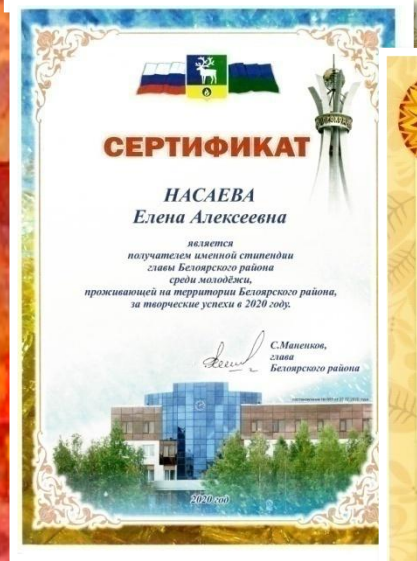 СЕРТИФИКАТ
НАСАЕВА
Елена Алексеевна
является
получателем именной стипендии
главы Белоярского района
среди молодёжи,
проживающей на территории Белоярского района,
за творческие успехи в 2020 году.
С.Маненков,
глава
Белоярского района
2020 год